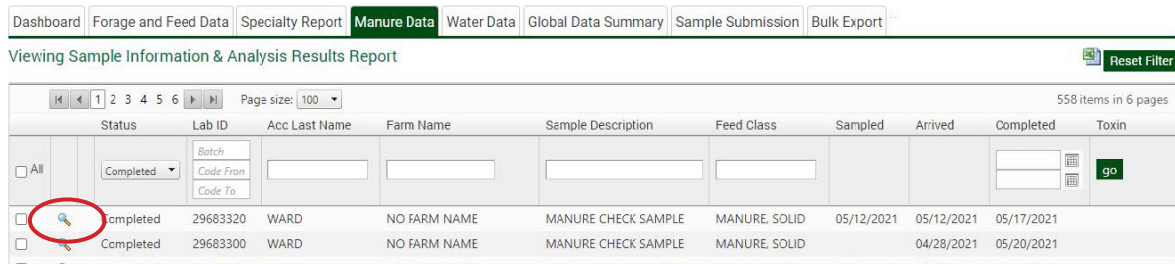 Dashboard Forage and Feed Data Specialty Report Manure Data Water Data Global Data Summary Sample Submission Bulk Export
Viewing Sample Information & Analysis Results Report Reset Filter
1 2 3 4 5 6 Page size: 100 558 items in 6 pages
Status Lab ID Acc Last Name Farm Name Sample Description Feed Class Sampled Arrived Completed Toxin
Batch
All Completed Code Fron go
Code To
Completed 29683320 WARD NO FARM NAME MANURE CHECK SAMPLE MANURE, SOLID 05/12/2021 05/12/2021 05/17/2021
Completed 29683300 WARD NO FARM NAME MANURE CHECK SAMPLE MANURE, SOLID 04/28/2021 05/20/2021